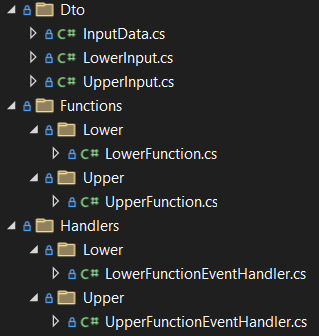 Dto
C# InputData.cs
C# LowerInput.cs
C# UpperInput.cs
Functions
Lower
C# LowerFunction.cs
Upper
C# UpperFunction.cs
Handlers
Lower
C# LowerFunctionEventHandler.cs
Upper
C# UpperFunctionEventHandler.cs